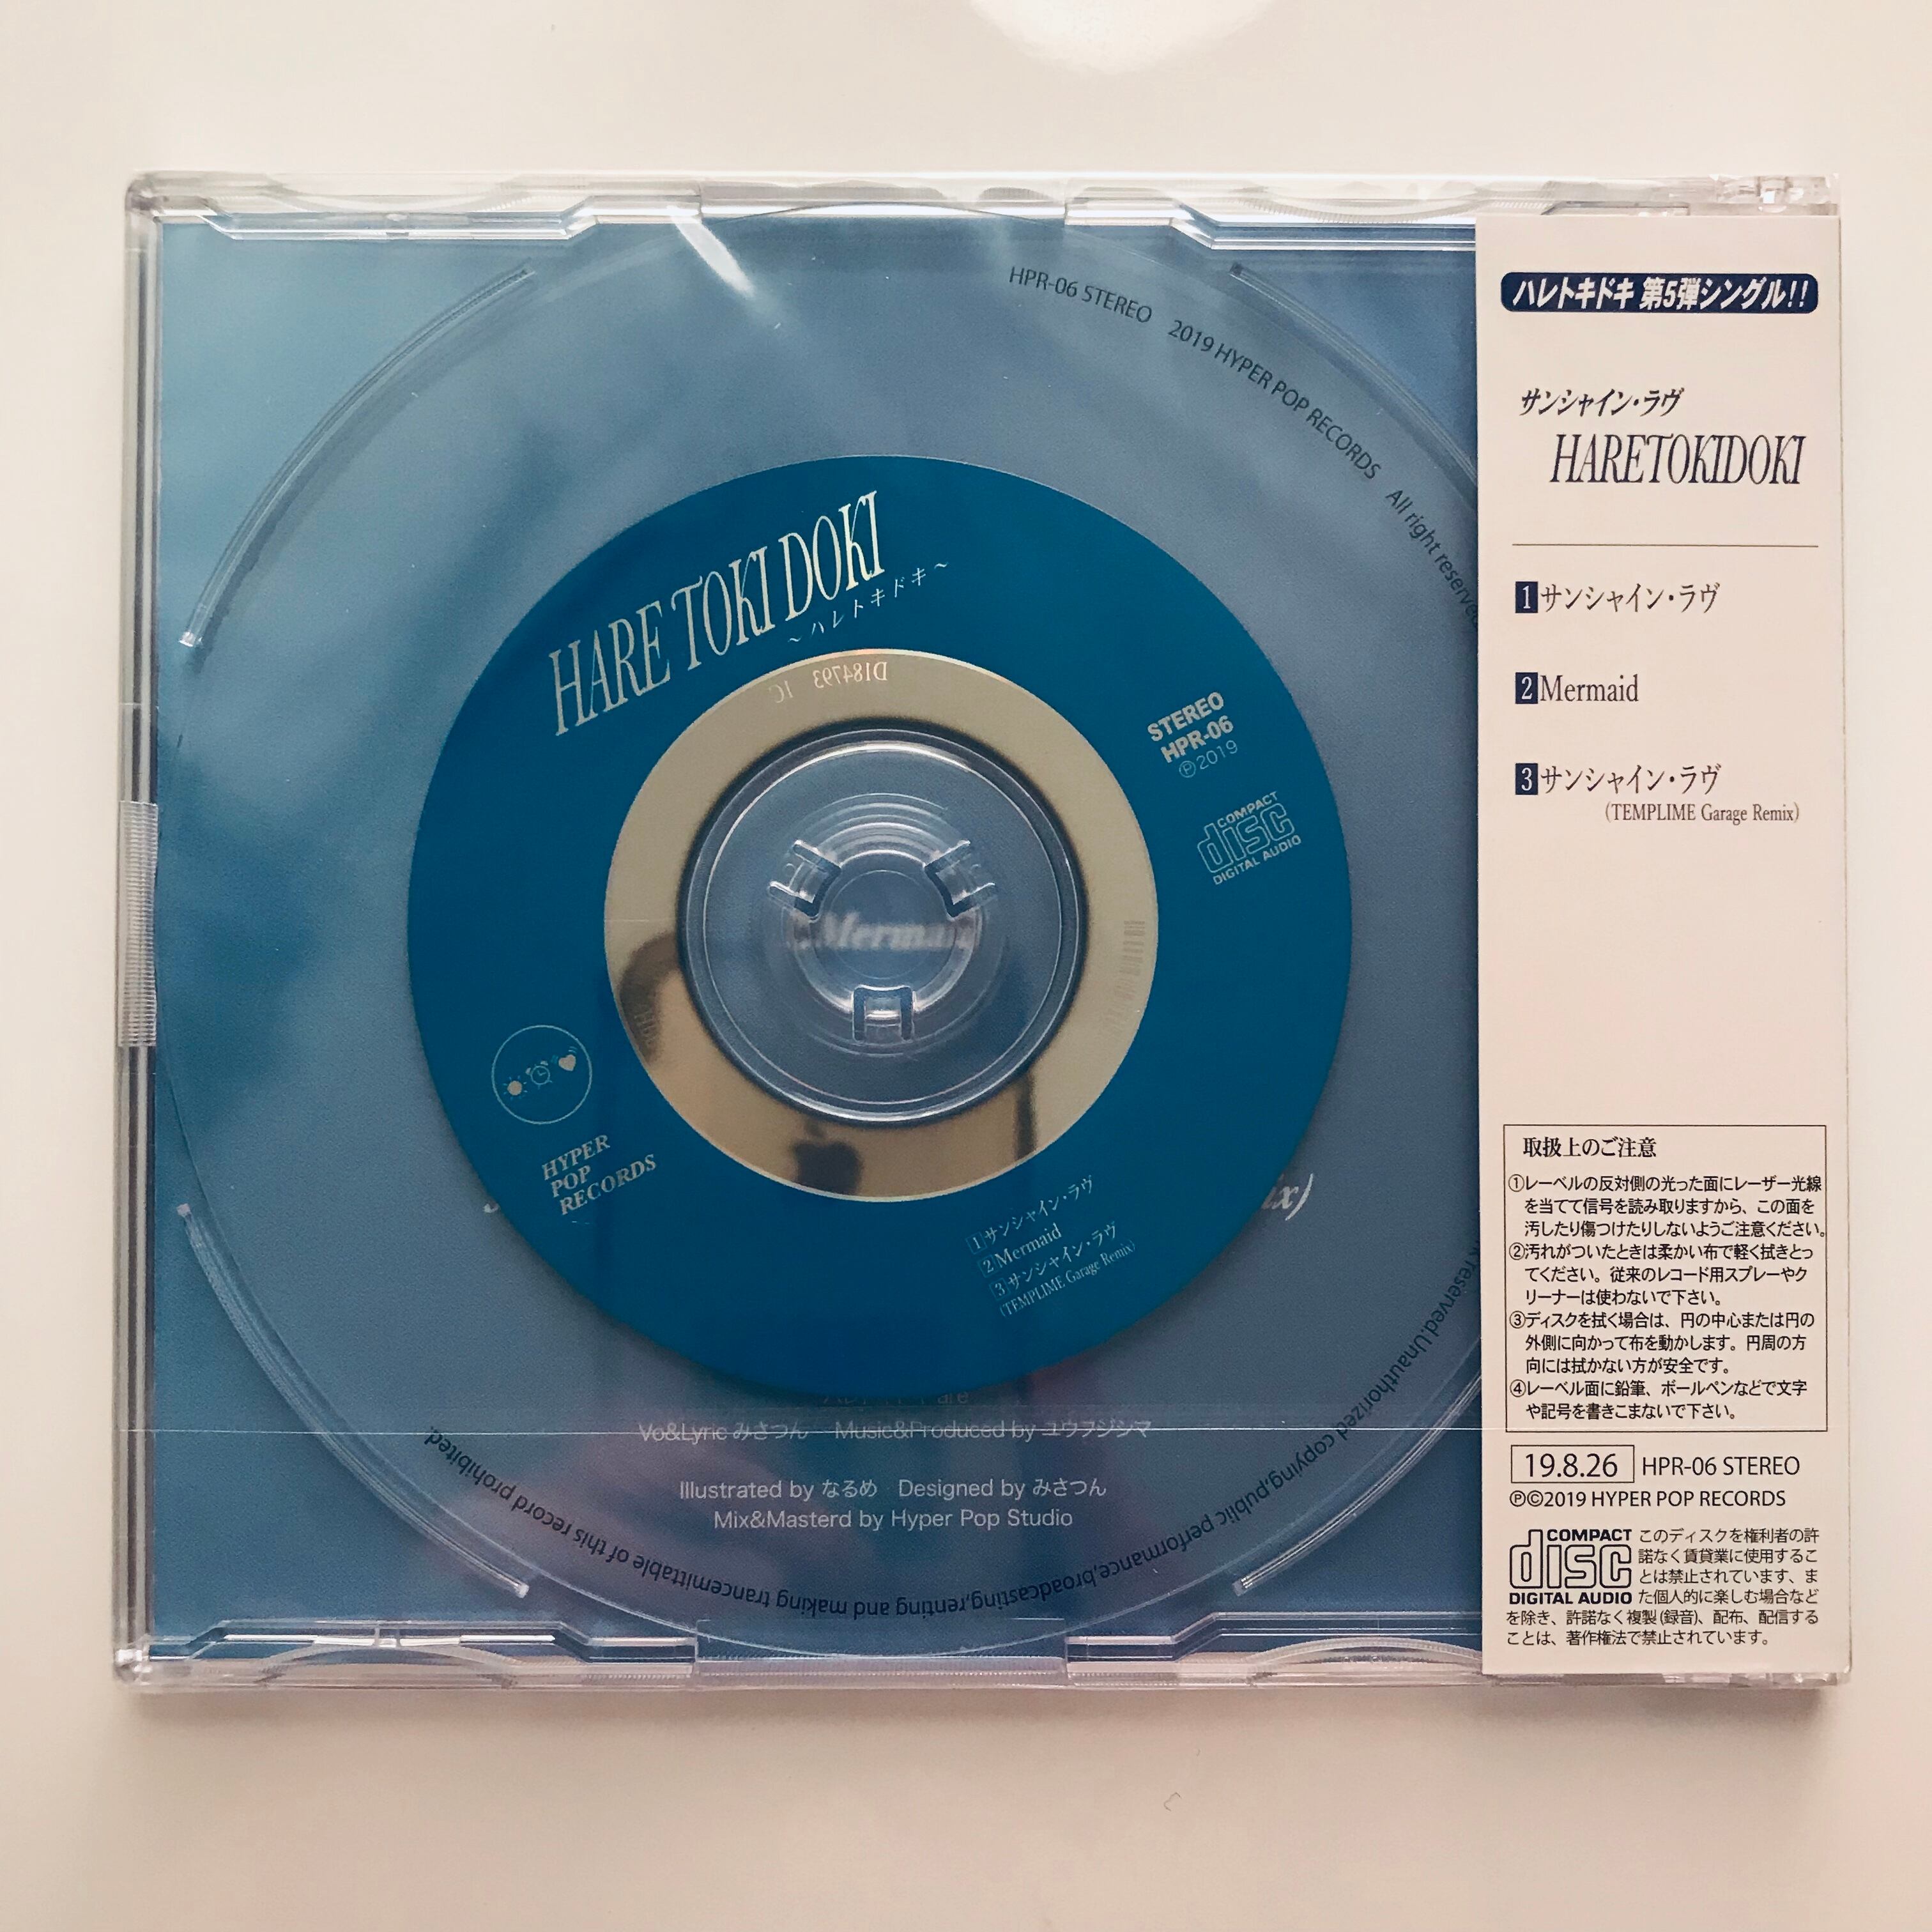 HPR-06 STEREO 2019 HYPER POP RECORDS All right reserved
reserved.Unauthorized copying,public performance,broadcasting,renting and making trancemittable of this record prohibited.
HARE TOKI DOKI
~ハレトキドキ~
D184793 1C
STEREO
HPR-06
Ⓟ2019
COMPACT
disc
DIGITAL AUDIO
HYPER
POP
RECORDS
1サンシャイン・ラヴ
2Mermaid
3サンシャイン・ラヴ
(TEMPLIME Garage Remix)
Vo&Lyric みさつん Music&Produced by ユウフジシマ
Illustrated by なるめ Designed by みさつん
Mix&Masterd by Hyper Pop Studio
ハレトキドキ 第5弾シングル!!
サンシャイン・ラヴ
HARETOKIDOKI
1サンシャイン・ラヴ
2Mermaid
3サンシャイン・ラヴ
(TEMPLIME Garage Remix)
取扱上のご注意
①レーベルの反対側の光った面にレーザー光線
を当てて信号を読み取りますから、この面を
汚したり傷つけたりしないようご注意ください。
②汚れがついたときは柔かい布で軽く拭きとっ
てください。従来のレコード用スプレーやク
リーナーは使わないで下さい。
③ディスクを拭く場合は、円の中心または円の
外側に向かって布を動かします。円周の方
向には拭かない方が安全です。
④レーベル面に鉛筆、ボールペンなどで文字
や記号を書きこまないで下さい。
19.8.26 HPR-06 STEREO
Ⓟ©2019 HYPER POP RECORDS
COMPACT
disc
DIGITAL AUDIO
このディスクを権利者の許
諾なく賃貸業に使用するこ
とは禁止されています、ま
た個人的に楽しむ場合など
を除き、許諾なく複製(録音)、配布、配信する
ことは、著作権法で禁止されています。